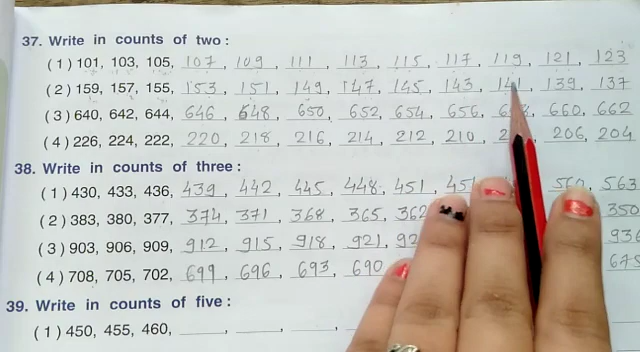 37. Write in counts of two :
(1) 101, 103, 105, 107, 109, 111, 113, 115, 117, 119, 121, 123
(2) 159, 157, 155, 153, 151, 149, 147, 145, 143, 141, 139, 137
(3) 640, 642, 644, 646, 648, 650, 652, 654, 656, 660, 662
(4) 226, 224, 222, 220, 218, 216, 214, 212, 210, 206, 204
38. Write in counts of three :
(1) 430, 433, 436, 439, 442, 445, 448, 451, 563
(2) 383, 380, 377, 374, 371, 368, 365, 362 350
(3) 903, 906, 909, 912, 915, 918, 921,
(4) 708, 705, 702, 699, 696, 693, 690
39. Write in counts of five :
(1) 450, 455, 460,